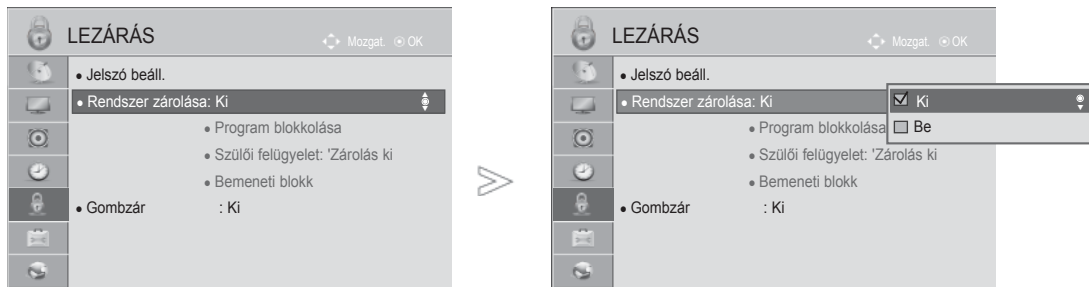 LEZÁRÁS
Mozgat. OK
• Jelszó beáll.
• Rendszer zárolása: Ki
• Program blokkolása
• Szülői felügyelet: 'Zárolás ki
• Bemeneti blokk
• Gombzár : Ki
LEZÁRÁS
Mozgat. OK
• Jelszó beáll.
• Rendszer zárolása: Ki
Ki
• Program blokkolása
Be
• Szülői felügyelet: 'Zárolás ki
• Bemeneti blokk
• Gombzár : Ki